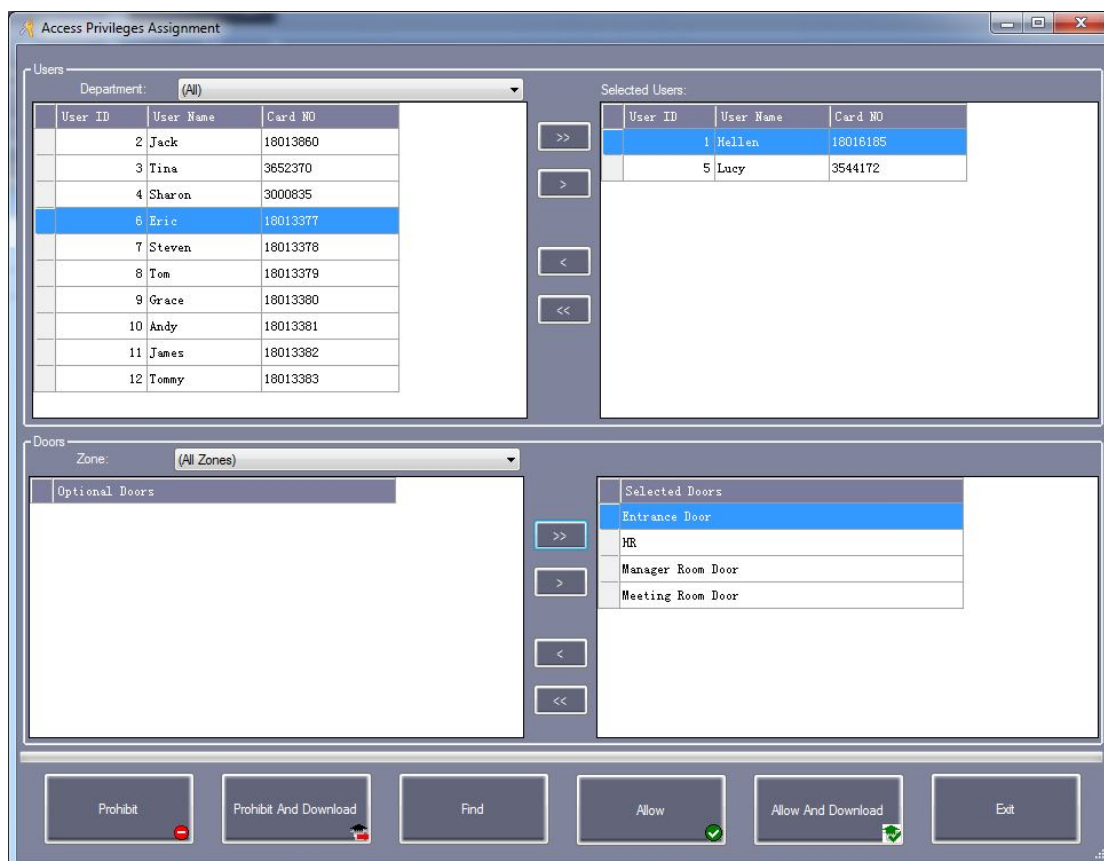 Access Privileges Assignment
Users
Department: (All)
Selected Users:
User ID User Name Card NO
2 Jack 18013860
3 Tina 3652370
4 Sharon 3000835
6 Eric 18013377
7 Steven 18013378
8 Tom 18013379
9 Grace 18013380
10 Andy 18013381
11 James 18013382
12 Tommy 18013383
>>
>
<
<<
User ID User Name Card NO
1 Hellen 18016185
5 Lucy 3544172
Doors
Zone: (All Zones)
Optional Doors
>>
>
<
<<
Selected Doors
Entrance Door
HR
Manager Room Door
Meeting Room Door
Prohibit
Prohibit And Download
Find
Allow
Allow And Download
Exit